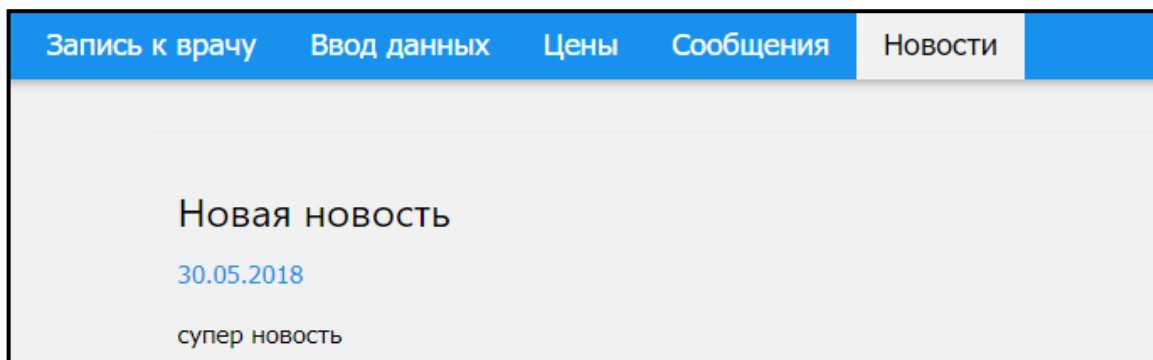 Запись к врачу Ввод данных Цены Сообщения Новости
Новая новость
30.05.2018
супер новость